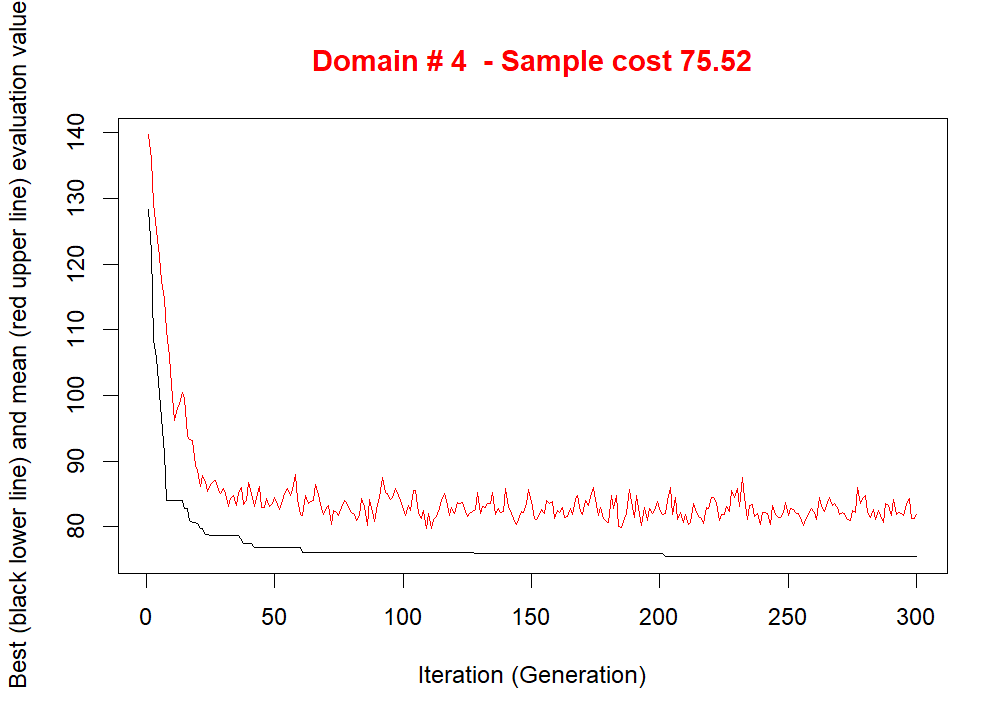 Domain # 4  - Sample cost 75.52
Best (black lower line) and mean (red upper line) evaluation value
140
130
120
110
100
90
80
0 50 100 150 200 250 300
Iteration (Generation)